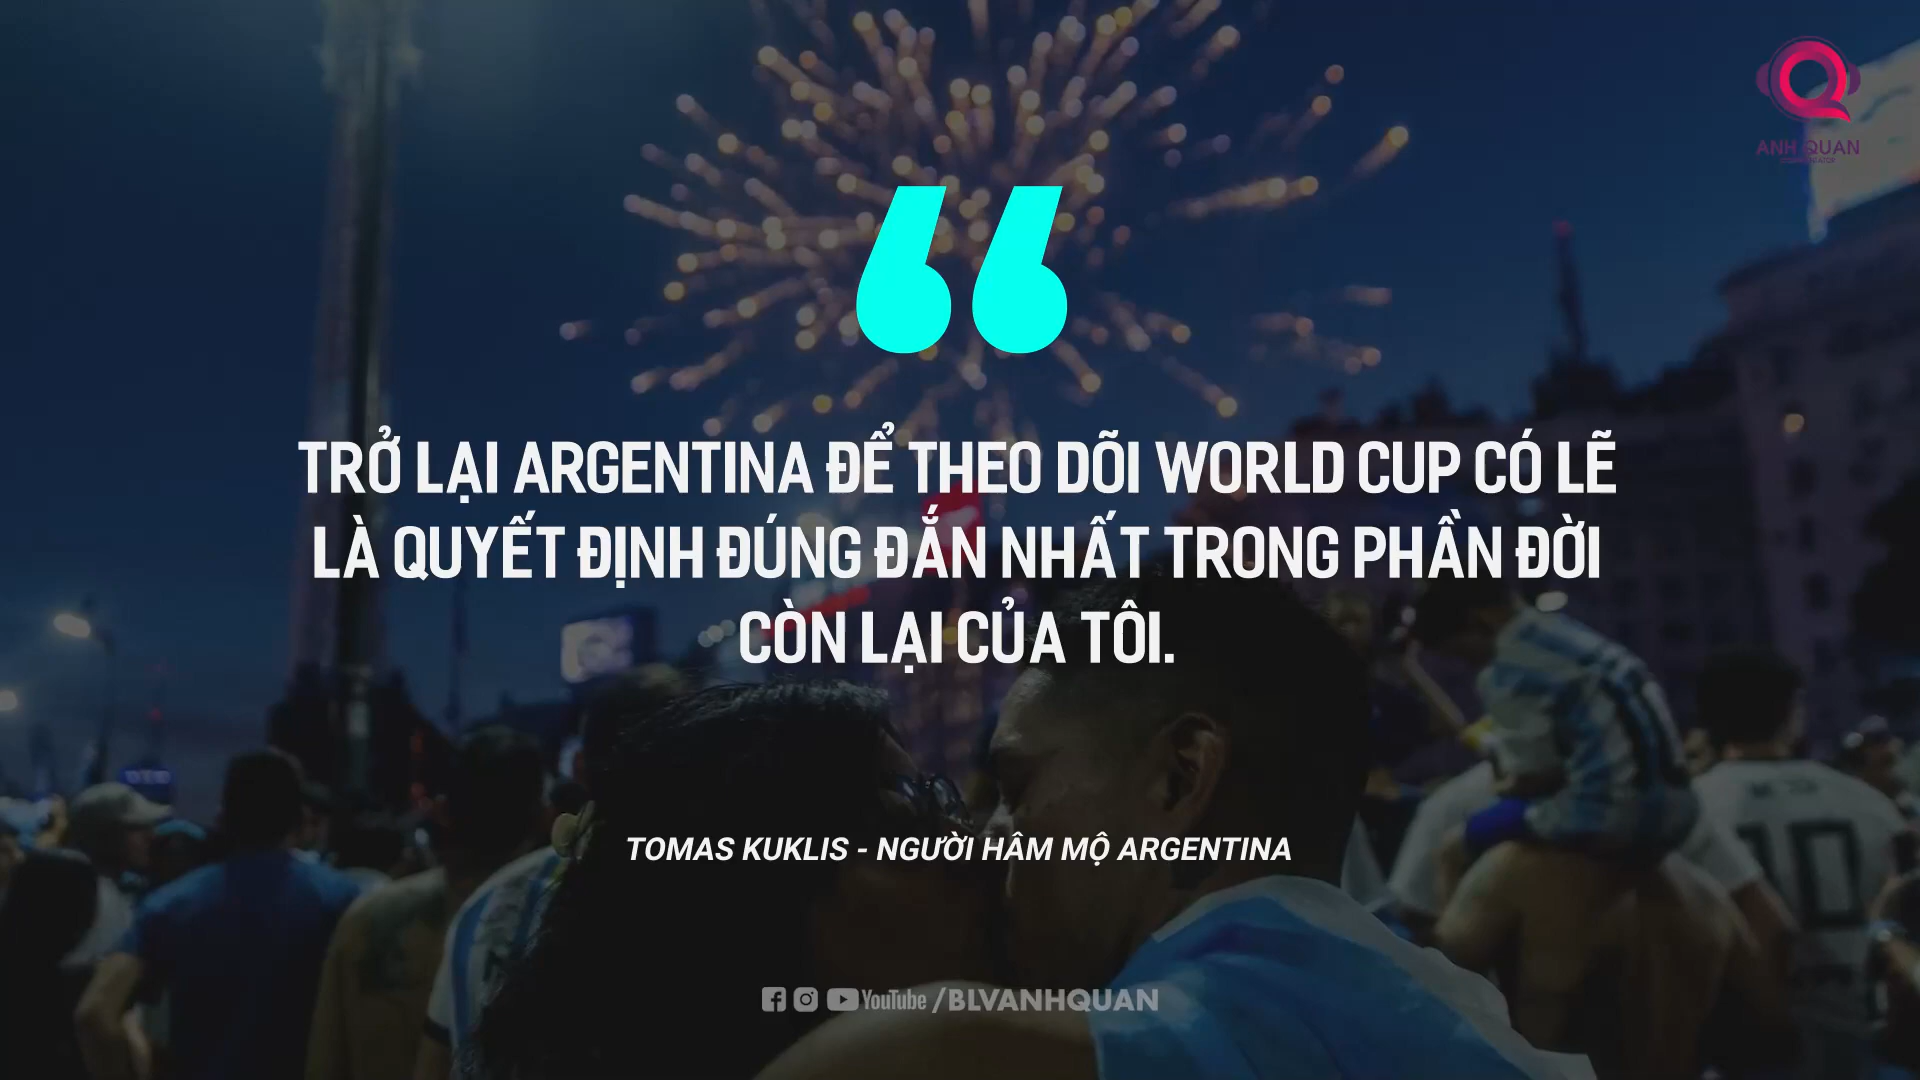 ANH QUAN
TRỞ LẠI ARGENTINA ĐỂ THEO DÕI WORLD CUP CÓ LẼ
LÀ QUYẾT ĐỊNH ĐÚNG ĐẮN NHẤT TRONG PHẦN ĐỜI
CÒN LẠI CỦA TÔI.
TOMAS KUKLIS - NGƯỜI HÂM MỘ ARGENTINA
10
YouTube /BLVANHQUAN